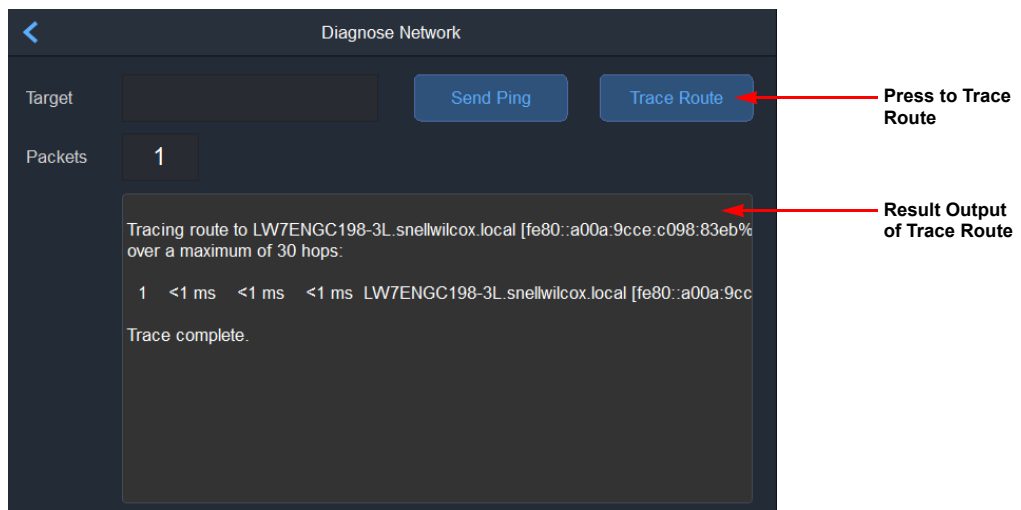 Diagnose Network
Target
Send Ping
Trace Route
Press to Trace
Route
Packets
1
Result Output
of Trace Route
Tracing route to LW7ENGC198-3L.snellwilcox.local [fe80::a00a:9cce:c098:83eb%
over a maximum of 30 hops:
1 <1 ms <1 ms <1 ms LW7ENGC198-3L.snellwilcox.local [fe80::a00a:9cc
Trace complete.